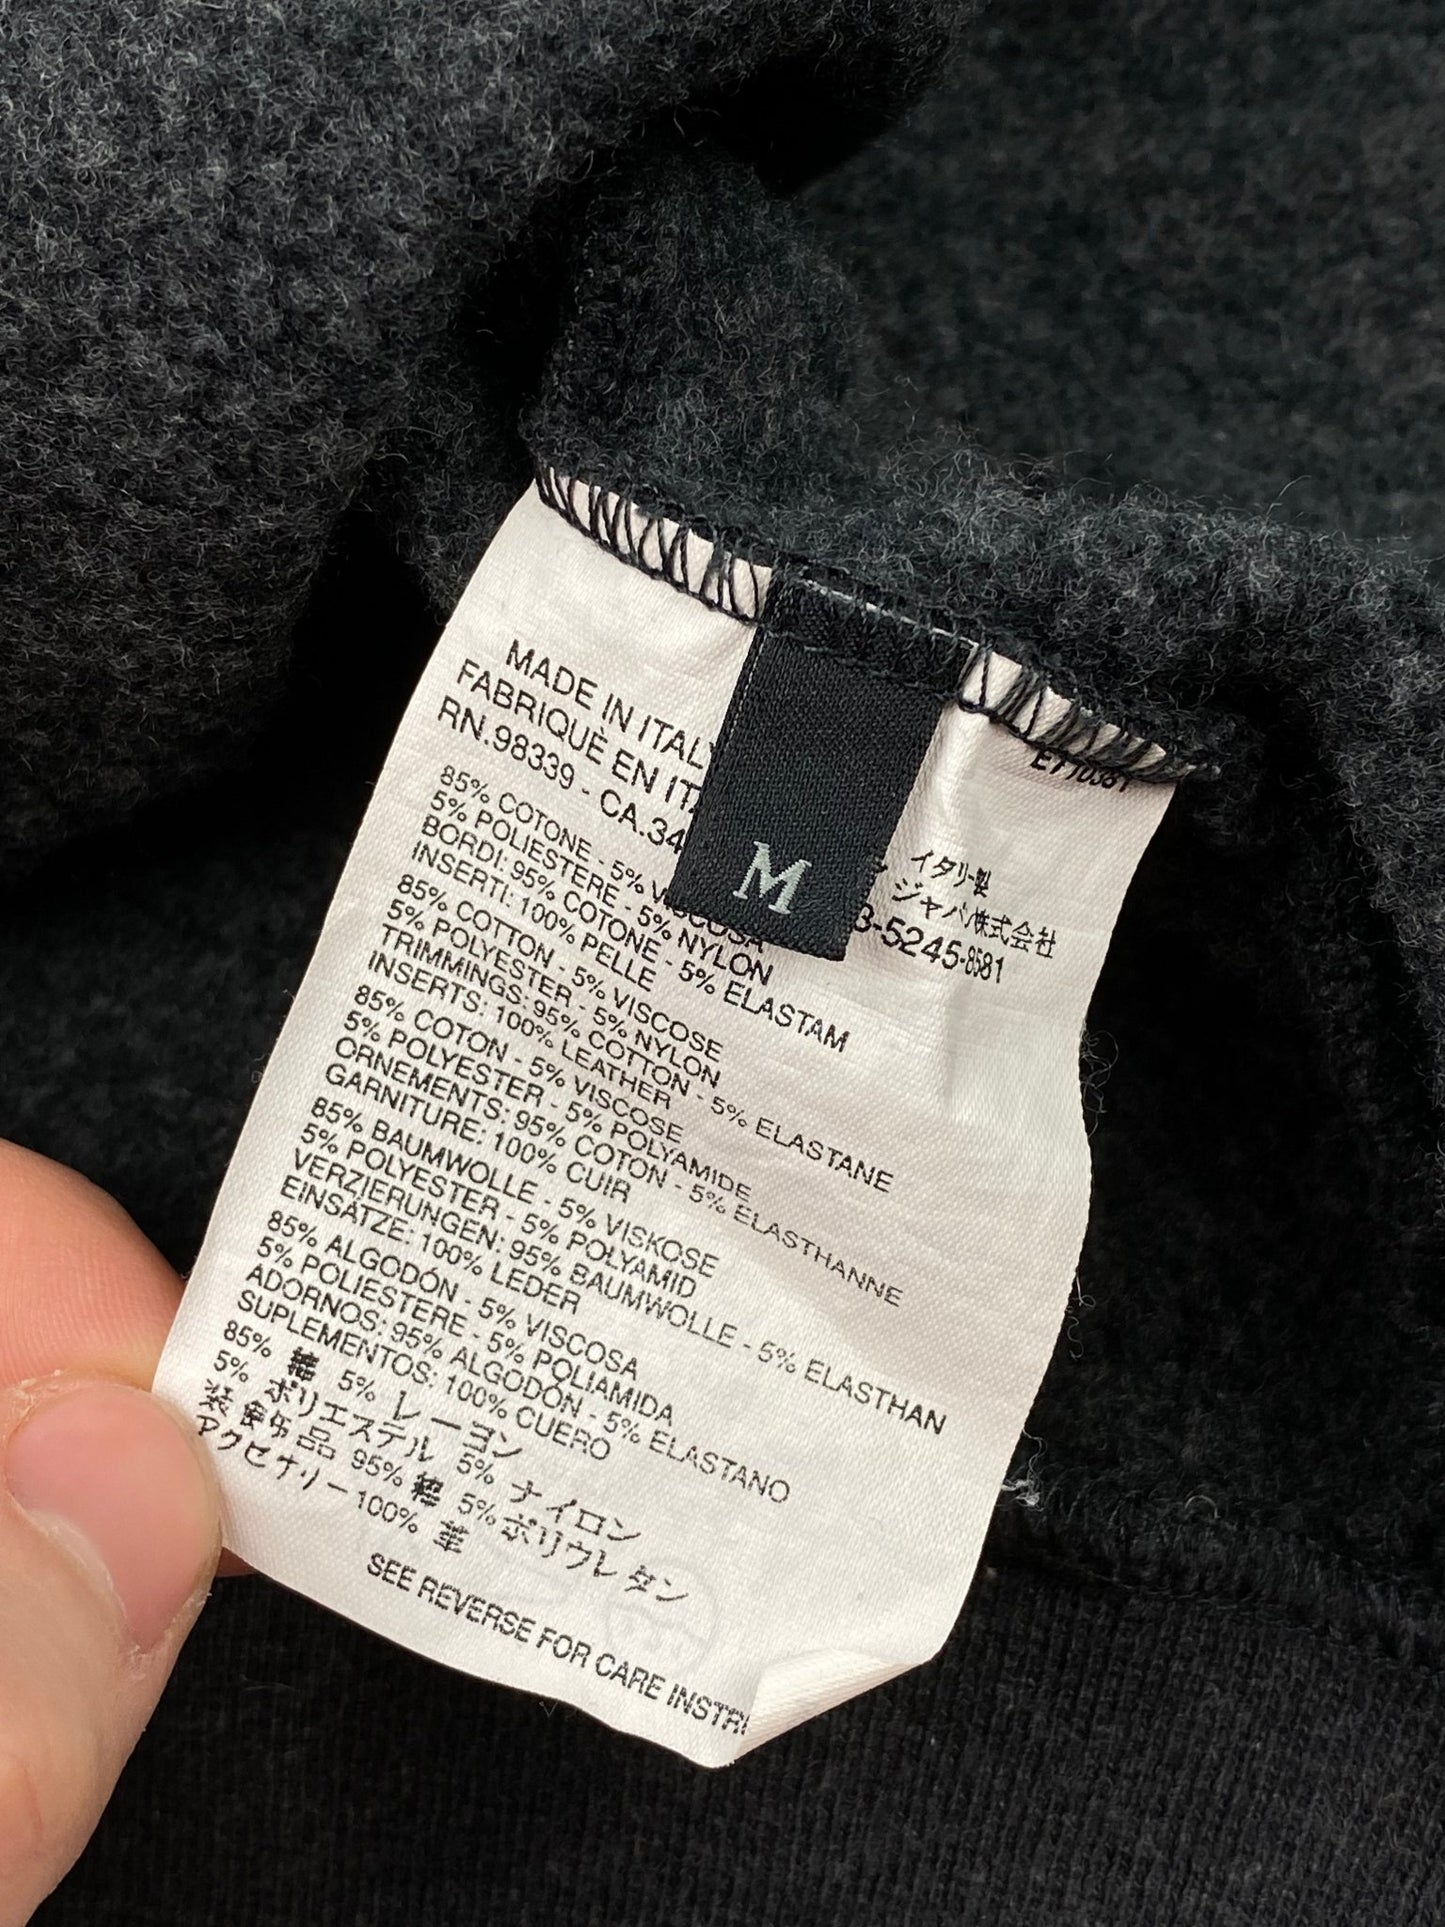 MADE IN ITALY
FABRIQUÈ EN
RN.98339 - CA.34
M
イタリー製
ジャパン株式会社
3-5245-8581
85% COTONE - 5% VISCOSA
5% POLIESTERE - 5% NYLON
BORDI: 95% COTONE - 5% ELASTAM
INSERTI: 100% PELLE
85% COTTON - 5% VISCOSE
5% POLYESTER - 5% NYLON
TRIMMINGS: 95% COTTON - 5% ELASTANE
INSERTS: 100% LEATHER
85% COTON - 5% VISCOSE
5% POLYESTER - 5% POLYAMIDE
ORNEMENTS: 95% COTON - 5% ELASTHANNE
GARNITURE: 100% CUIR
85% BAUMWOLLE - 5% VISKOSE
5% POLYESTER - 5% POLYAMID
VERZIERUNGEN: 95% BAUMWOLLE - 5% ELASTHAN
EINSÄTZE: 100% LEDER
85% ALGODÓN - 5% VISCOSA
5% POLIESTERE - 5% POLIAMIDA
ADORNOS: 95% ALGODÓN - 5% ELASTANO
SUPLEMENTOS: 100% CUERO
85% 綿 5% レーヨン
5% ポリエステル 5% ナイロン
装飾部品 95% 綿 5% ポリウレタン
アクセサリー 100% 革
SEE REVERSE FOR CARE